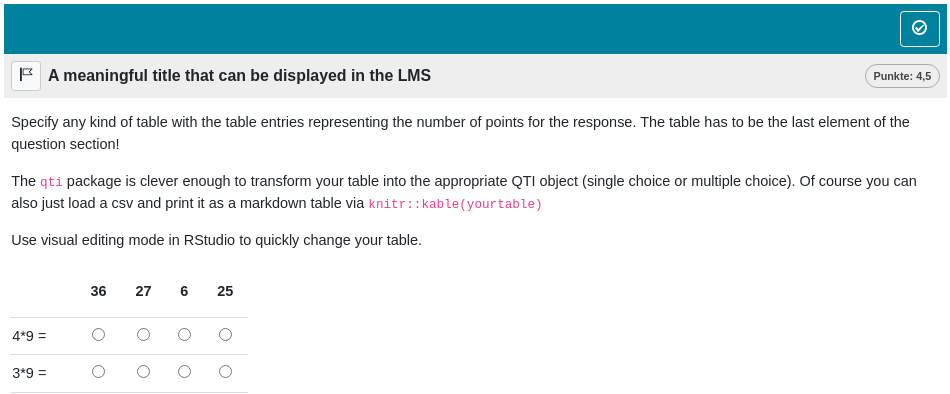 A meaningful title that can be displayed in the LMS
Punkte: 4,5
Specify any kind of table with the table entries representing the number of points for the response. The table has to be the last element of the
question section!
The qti package is clever enough to transform your table into the appropriate QTI object (single choice or multiple choice). Of course you can
also just load a csv and print it as a markdown table via knitr::kable(yourtable)
Use visual editing mode in RStudio to quickly change your table.
36 27 6 25
4*9 =
3*9 =